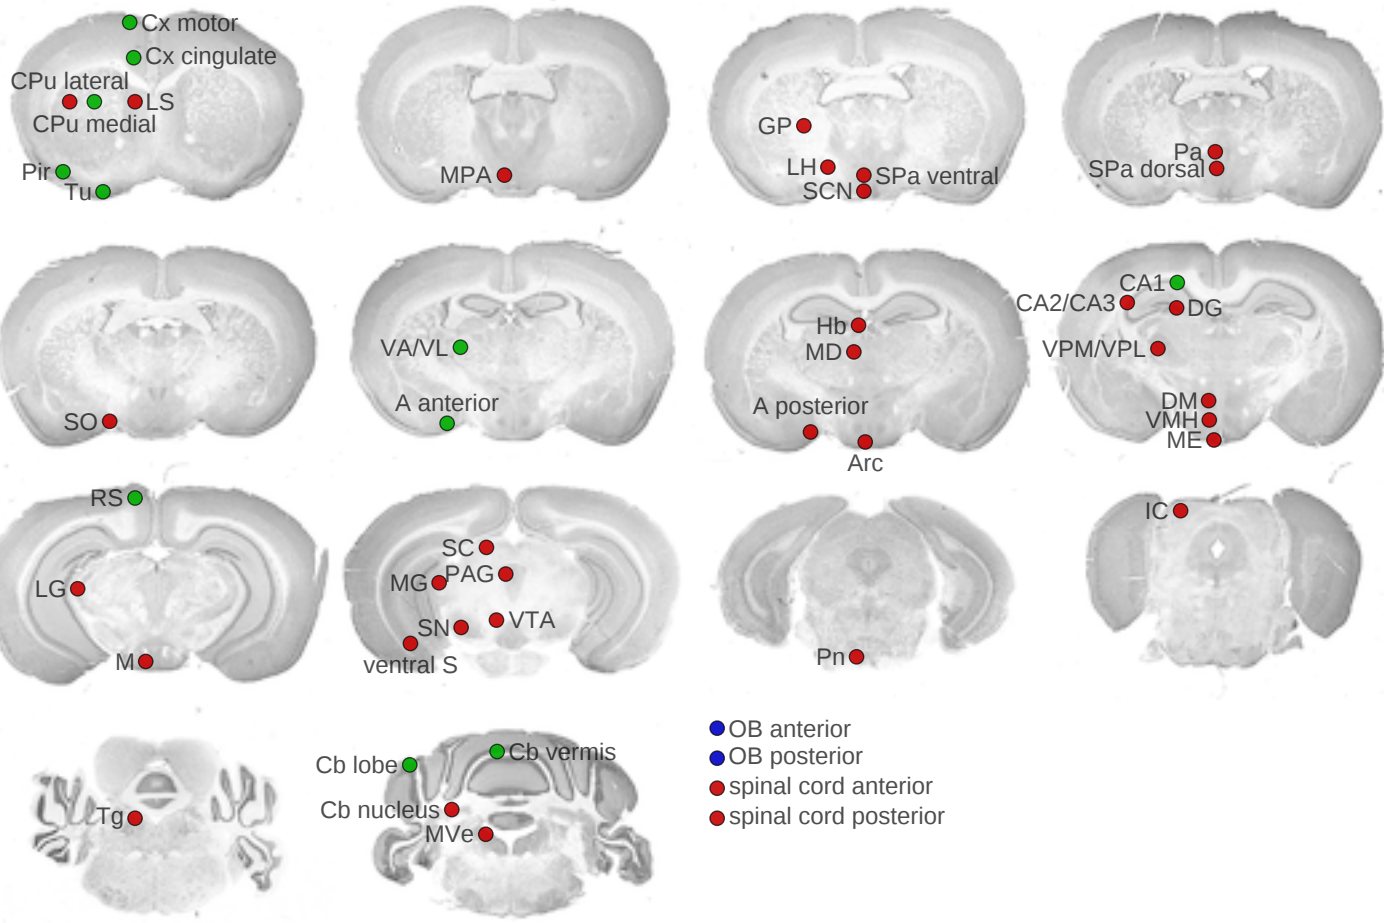 Cx motor
Cx cingulate
CPu lateral
LS
CPu medial
Pir
Tu
MPA
GP
LH
SPa ventral
SCN
Pa
SPa dorsal
SO
VA/VL
A anterior
Hb
MD
A posterior
Arc
CA1
CA2/CA3
DG
VPM/VPL
DM
VMH
ME
RS
LG
M
SC
MG
PAG
SN
VTA
ventral S
Pn
IC
Tg
Cb lobe
Cb vermis
Cb nucleus
MVe
OB anterior
OB posterior
spinal cord anterior
spinal cord posterior